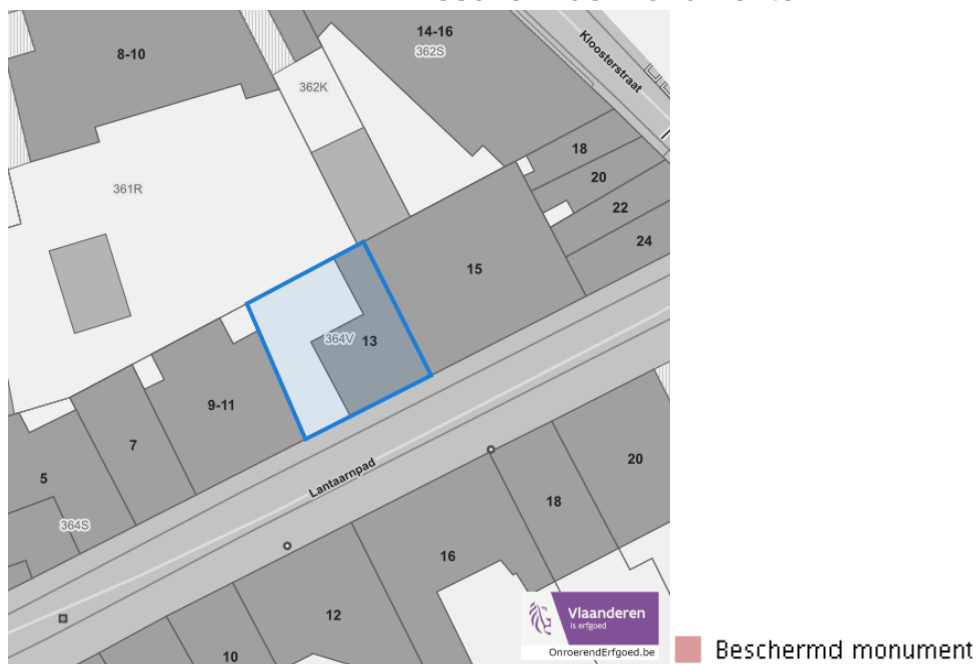 8-10
14-16
362S
Kloosterstraat
362K
18
20
22
24
361R
15
364V
13
9-11
7
5
364S
Lantaarnpad
20
18
16
12
10
Vlaanderen
is erfgoed
OnroerendErfgoed.be
Beschermd monument